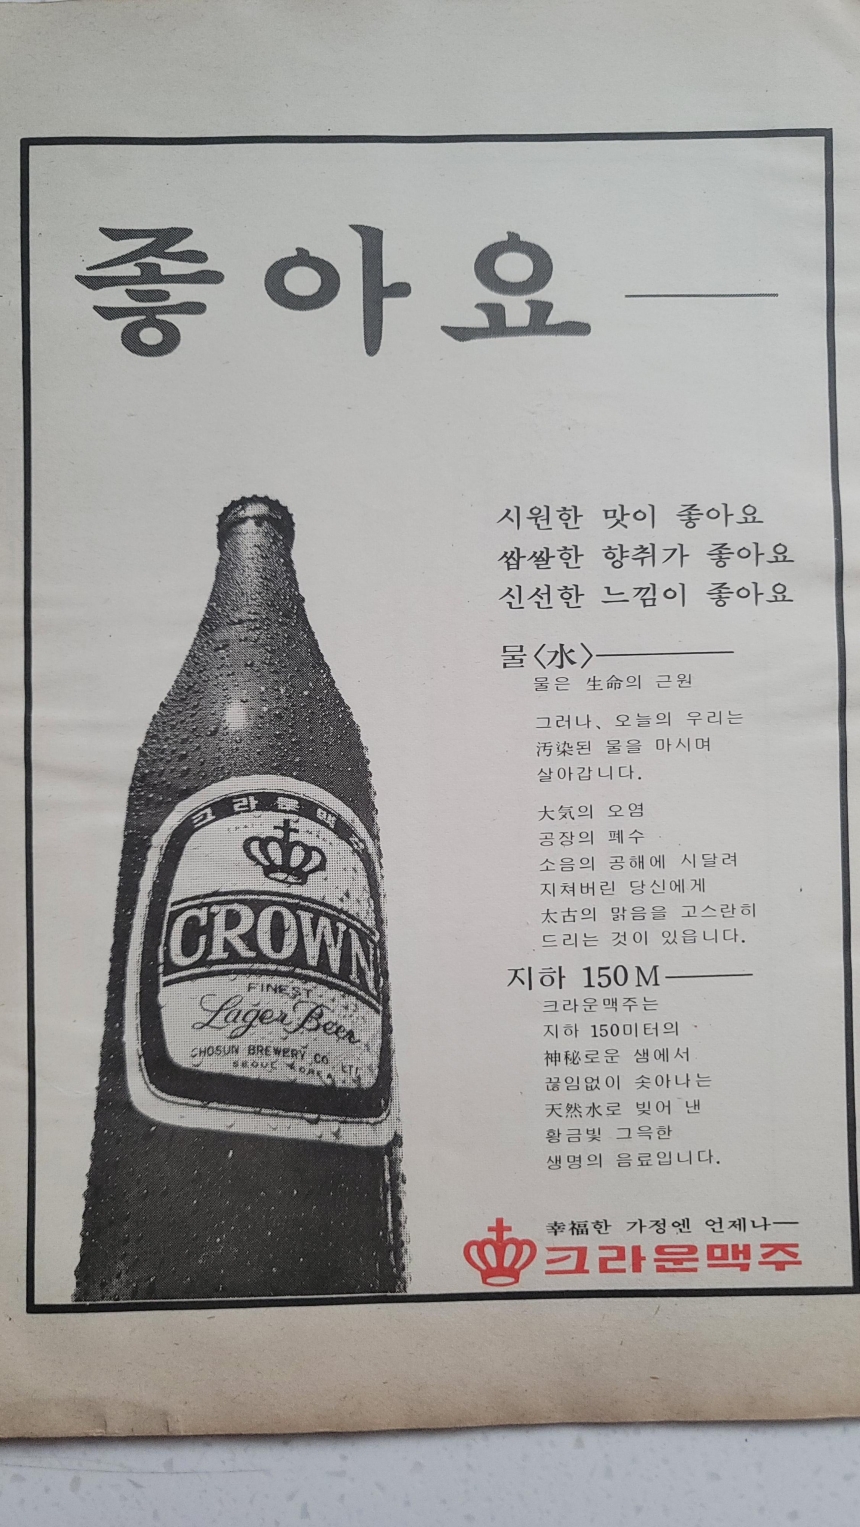 좋아요
시원한 맛이 좋아요
쌉쌀한 향취가 좋아요
신선한 느낌이 좋아요
물〈水〉
물은 生命의 근원
그러나、오늘의 우리는
汚染된 물을 마시며
살아갑니다.
大気의 오염
공장의 폐수
소음의 공해에 시달려
지쳐버린 당신에게
太古의 맑음을 고스란히
드리는 것이 있읍니다.
지하 150M
크라운맥주는
지하 150미터의
神秘로운 샘에서
끊임없이 솟아나는
天然水로 빚어 낸
황금빛 그윽한
생명의 음료입니다.
幸福한 가정엔 언제나―
크라운맥주
크라운맥주
CROWN
FINEST
Lager Beer
CHOSUN BREWERY CO. LTD.
SEOUL KOREA